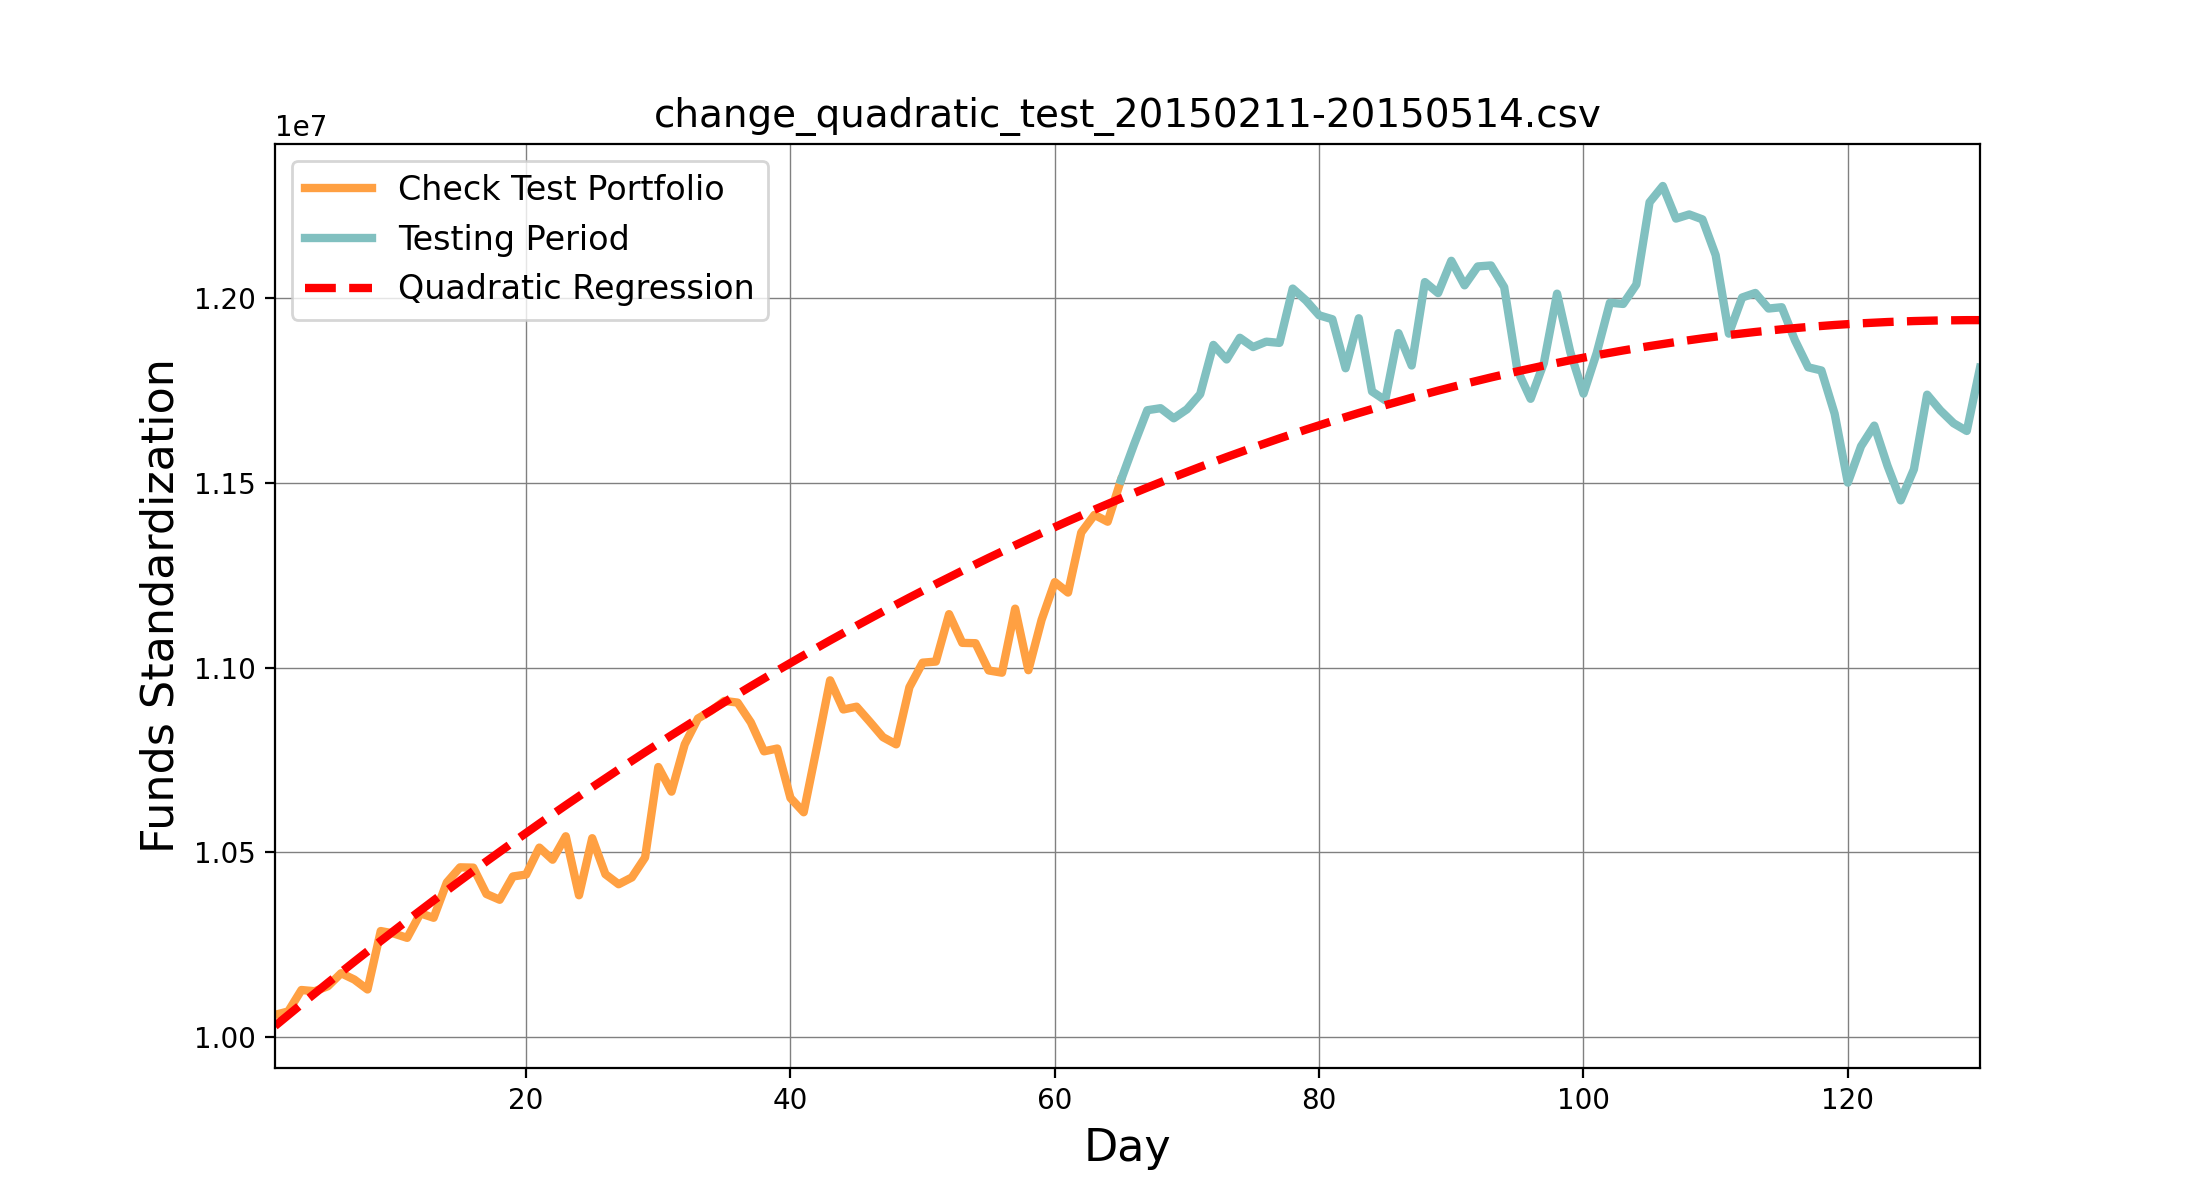 change_quadratic_test_20150211-20150514.csv
1e7
Check Test Portfolio
Testing Period
Quadratic Regression
Funds Standardization
1.20
1.15
1.10
1.05
1.00
20 40 60 80 100 120
Day